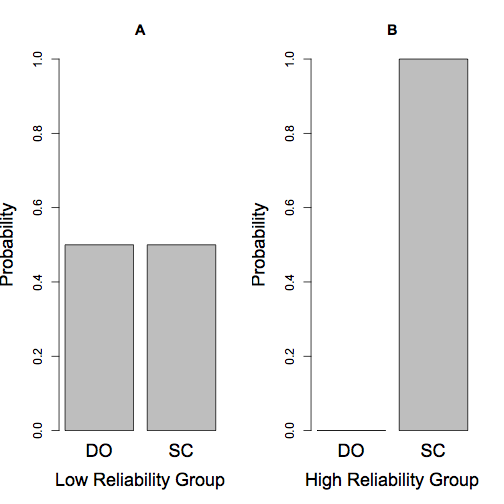 A
Probability
0.0 0.2 0.4 0.6 0.8 1.0
DO SC
Low Reliability Group
B
Probability
0.0 0.2 0.4 0.6 0.8 1.0
DO SC
High Reliability Group